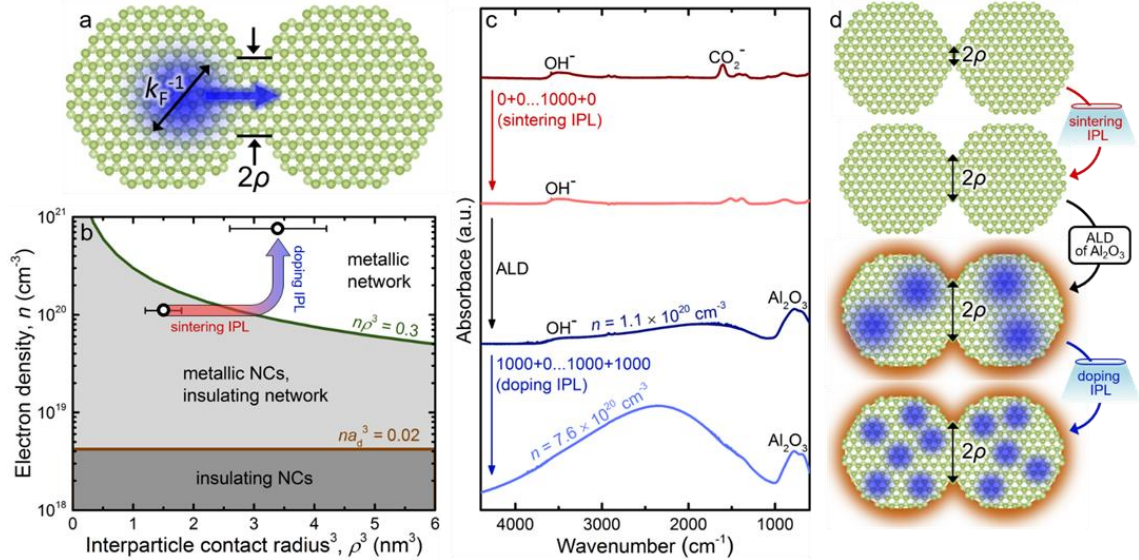 a
k_F^-1
2ρ
b
Electron density, n (cm^-3)
10^21
10^20
10^19
10^18
metallic
network
doping IPL
sintering IPL
nρ^3 = 0.3
metallic NCs,
insulating network
na_d^3 = 0.02
insulating NCs
0 1 2 3 4 5 6
Interparticle contact radius^3, ρ^3 (nm^3)
c
Absorbace (a.u.)
OH^-
CO_2^-
0+0...1000+0
(sintering IPL)
OH^-
ALD
OH^-
n = 1.1 × 10^20 cm^-3
Al_2O_3
1000+0...1000+1000
(doping IPL)
n = 7.6 × 10^20 cm^-3
Al_2O_3
4000 3000 2000 1000
Wavenumber (cm^-1)
d
2ρ
sintering
IPL
2ρ
ALD
of Al_2O_3
2ρ
doping
IPL
2ρ